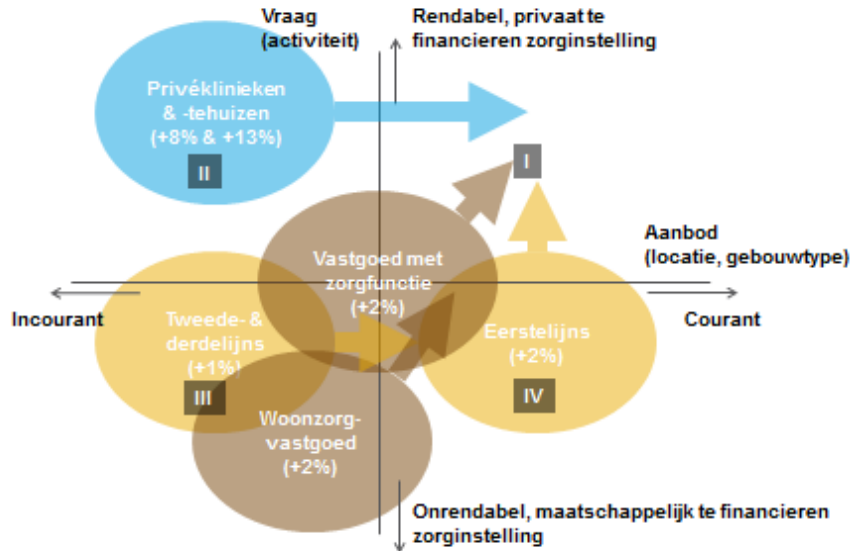 Vraag
(activiteit)
Rendabel, privaat te
financieren zorginstelling
Privéklinieken
& -tehuizen
(+8% & +13%)
II
I
Aanbod
(locatie, gebouwtype)
Vastgoed met
zorgfunctie
(+2%)
Incourant
Courant
Tweede- &
derdelijns
(+1%)
III
Eerstelijns
(+2%)
IV
Woonzorg-
vastgoed
(+2%)
Onrendabel, maatschappelijk te financieren
zorginstelling